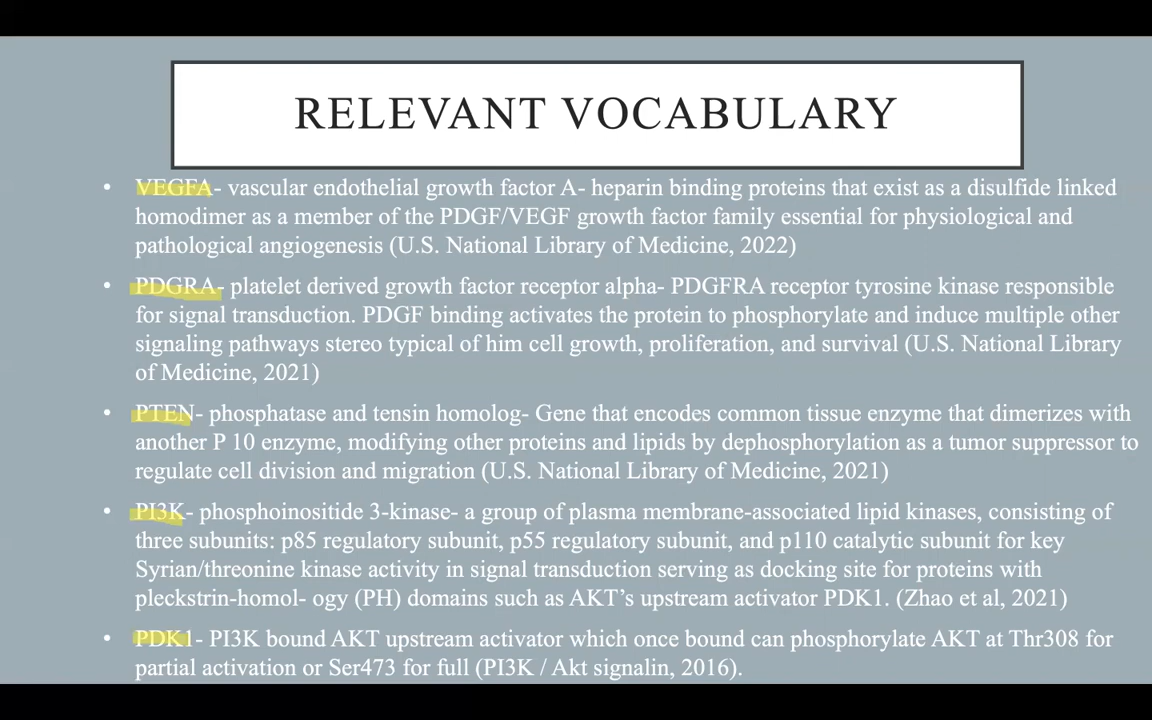 RELEVANT VOCABULARY
• VEGFA- vascular endothelial growth factor A- heparin binding proteins that exist as a disulfide linked
homodimer as a member of the PDGF/VEGF growth factor family essential for physiological and
pathological angiogenesis (U.S. National Library of Medicine, 2022)
• PDGRA- platelet derived growth factor receptor alpha- PDGFRA receptor tyrosine kinase responsible
for signal transduction. PDGF binding activates the protein to phosphorylate and induce multiple other
signaling pathways stereo typical of him cell growth, proliferation, and survival (U.S. National Library
of Medicine, 2021)
• PTEN- phosphatase and tensin homolog- Gene that encodes common tissue enzyme that dimerizes with
another P 10 enzyme, modifying other proteins and lipids by dephosphorylation as a tumor suppressor to
regulate cell division and migration (U.S. National Library of Medicine, 2021)
• PI3K- phosphoinositide 3-kinase- a group of plasma membrane-associated lipid kinases, consisting of
three subunits: p85 regulatory subunit, p55 regulatory subunit, and p110 catalytic subunit for key
Syrian/threonine kinase activity in signal transduction serving as docking site for proteins with
pleckstrin-homol- ogy (PH) domains such as AKT’s upstream activator PDK1. (Zhao et al, 2021)
• PDK1- PI3K bound AKT upstream activator which once bound can phosphorylate AKT at Thr308 for
partial activation or Ser473 for full (PI3K / Akt signalin, 2016).